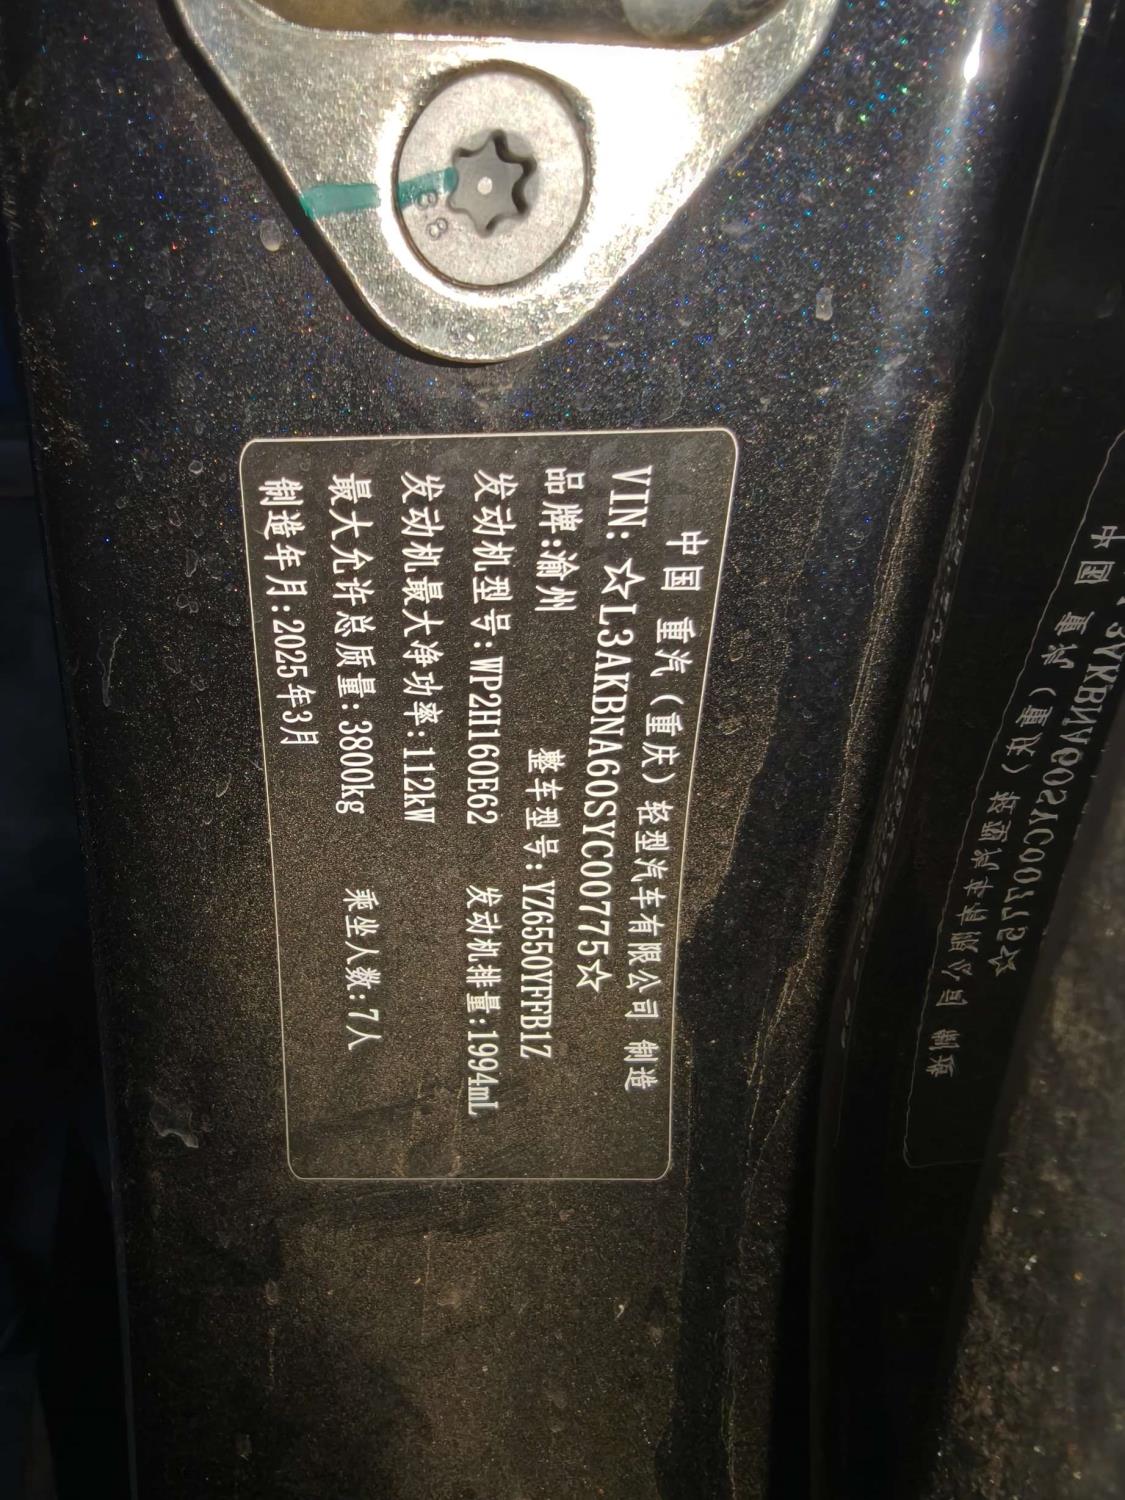 中国 重汽（重庆）轻型汽车有限公司 制造
VIN: ☆L3AKBNA60SYC00775☆
品牌:渝州 整车型号:YZ6550YFFB1Z
发动机型号:WP2H160E62 发动机排量:1994mL
发动机最大净功率:112kW
最大允许总质量:3800kg 乘坐人数:7人
制造年月:2025年3月